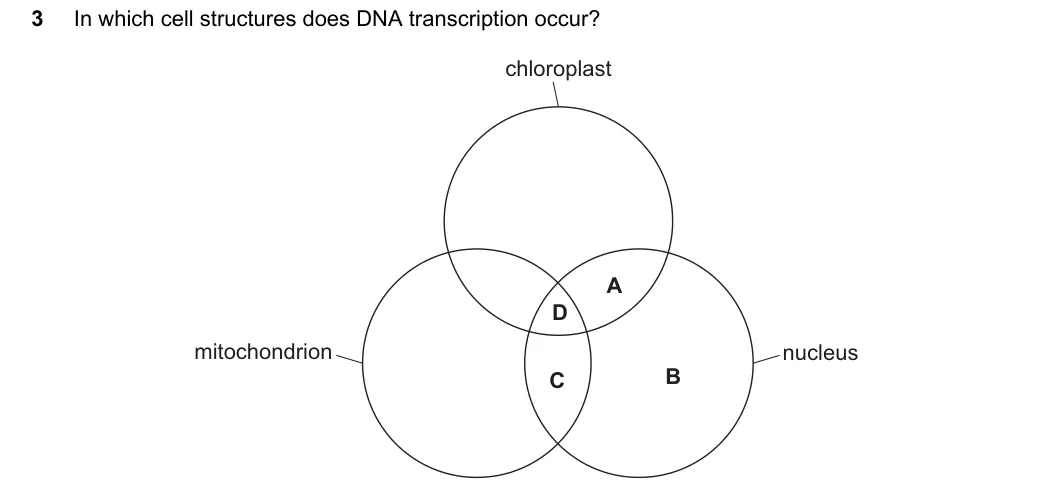 3 In which cell structures does DNA transcription occur?
chloroplast
A
D
mitochondrion
nucleus
C
B